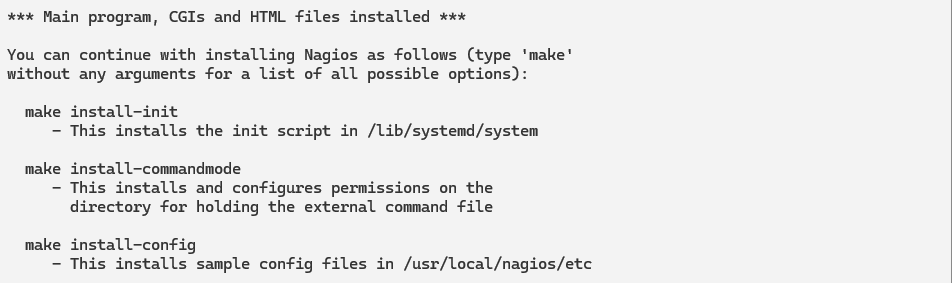 *** Main program, CGIs and HTML files installed ***
You can continue with installing Nagios as follows (type 'make'
without any arguments for a list of all possible options):
make install-init
- This installs the init script in /lib/systemd/system
make install-commandmode
- This installs and configures permissions on the
directory for holding the external command file
make install-config
- This installs sample config files in /usr/local/nagios/etc